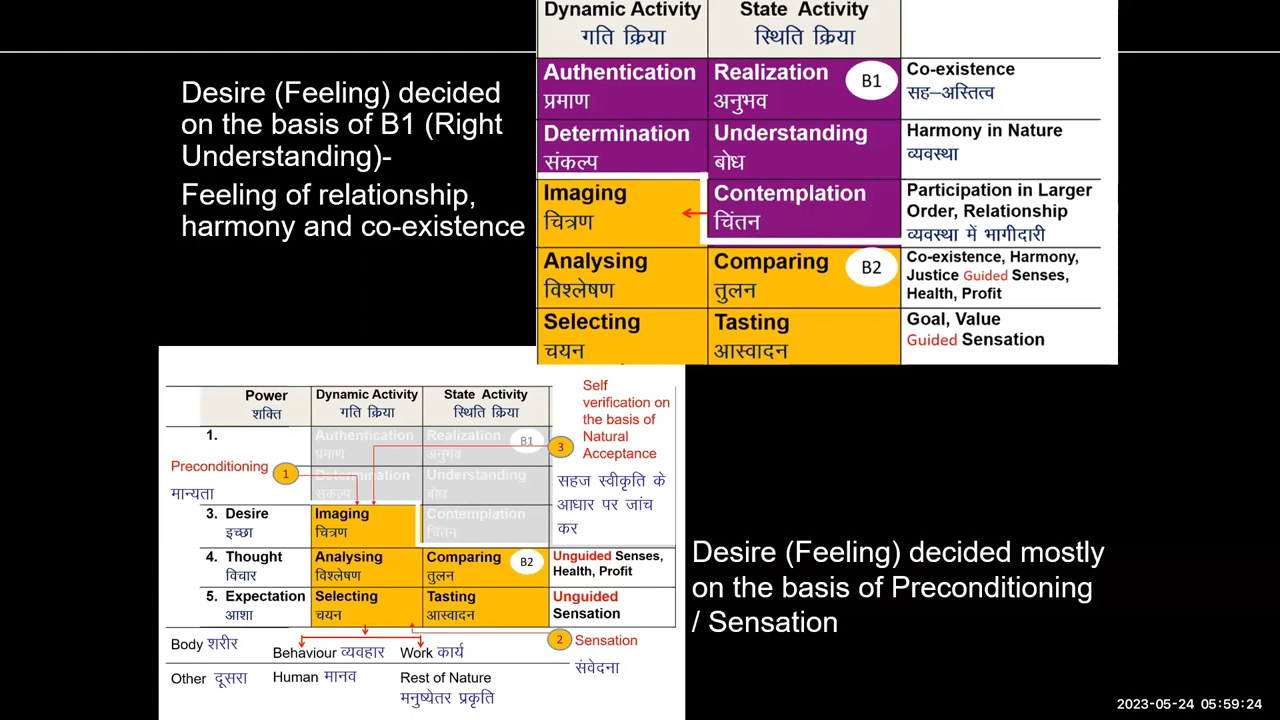 Desire (Feeling) decided
on the basis of B1 (Right
Understanding)-
Feeling of relationship,
harmony and co-existence
Dynamic Activity State Activity
गति क्रिया स्थिति क्रिया
Authentication Realization B1 Co-existence
प्रमाण अनुभव सह–अस्तित्व
Determination Understanding Harmony in Nature
संकल्प बोध व्यवस्था
Imaging Contemplation Participation in Larger
Order, Relationship
चित्रण चिंतन व्यवस्था में भागीदारी
Analysing Comparing B2 Co-existence, Harmony,
Justice Guided Senses,
विश्लेषण तुलन Health, Profit
Selecting Tasting Goal, Value
चयन आस्वादन Guided Sensation
Power Dynamic Activity State Activity
शक्ति गति क्रिया स्थिति क्रिया
Self
verification on
the basis of
Natural
Acceptance
सहज स्वीकृति के
आधार पर जांच
कर
1. Authentication Realization B1 3
प्रमाण अनुभव
Preconditioning 1 Determination Understanding
मान्यता संकल्प बोध
3. Desire Imaging Contemplation
इच्छा चित्रण चिंतन
4. Thought Analysing Comparing B2 Unguided Senses,
विचार विश्लेषण तुलन Health, Profit
5. Expectation Selecting Tasting Unguided
आशा चयन आस्वादन Sensation
Body शरीर 2 Sensation
Behaviour व्यवहार Work कार्य संवेदना
Other दूसरा Human मानव Rest of Nature
मनुष्येतर प्रकृति
Desire (Feeling) decided mostly
on the basis of Preconditioning
/ Sensation
2023-05-24 05:59:24